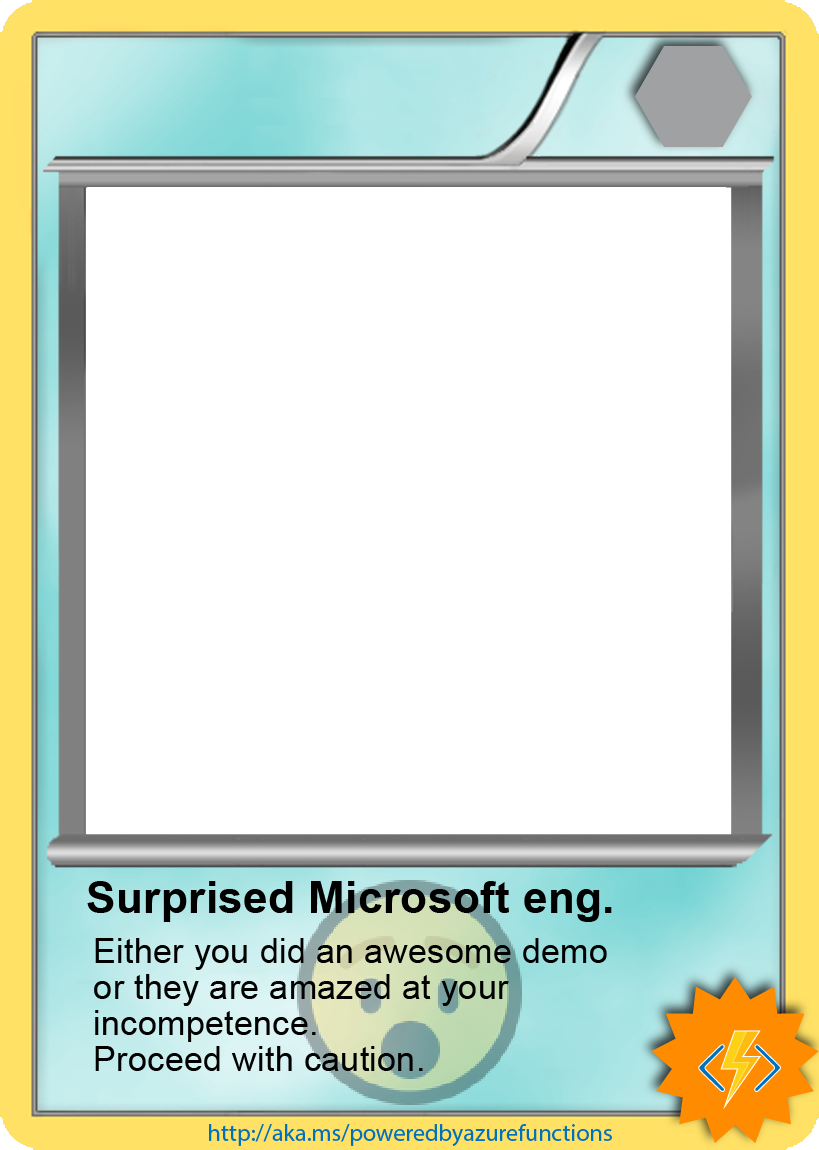 Surprised Microsoft eng.
Either you did an awesome demo
or they are amazed at your
incompetence.
Proceed with caution.
http://aka.ms/poweredbyazurefunctions